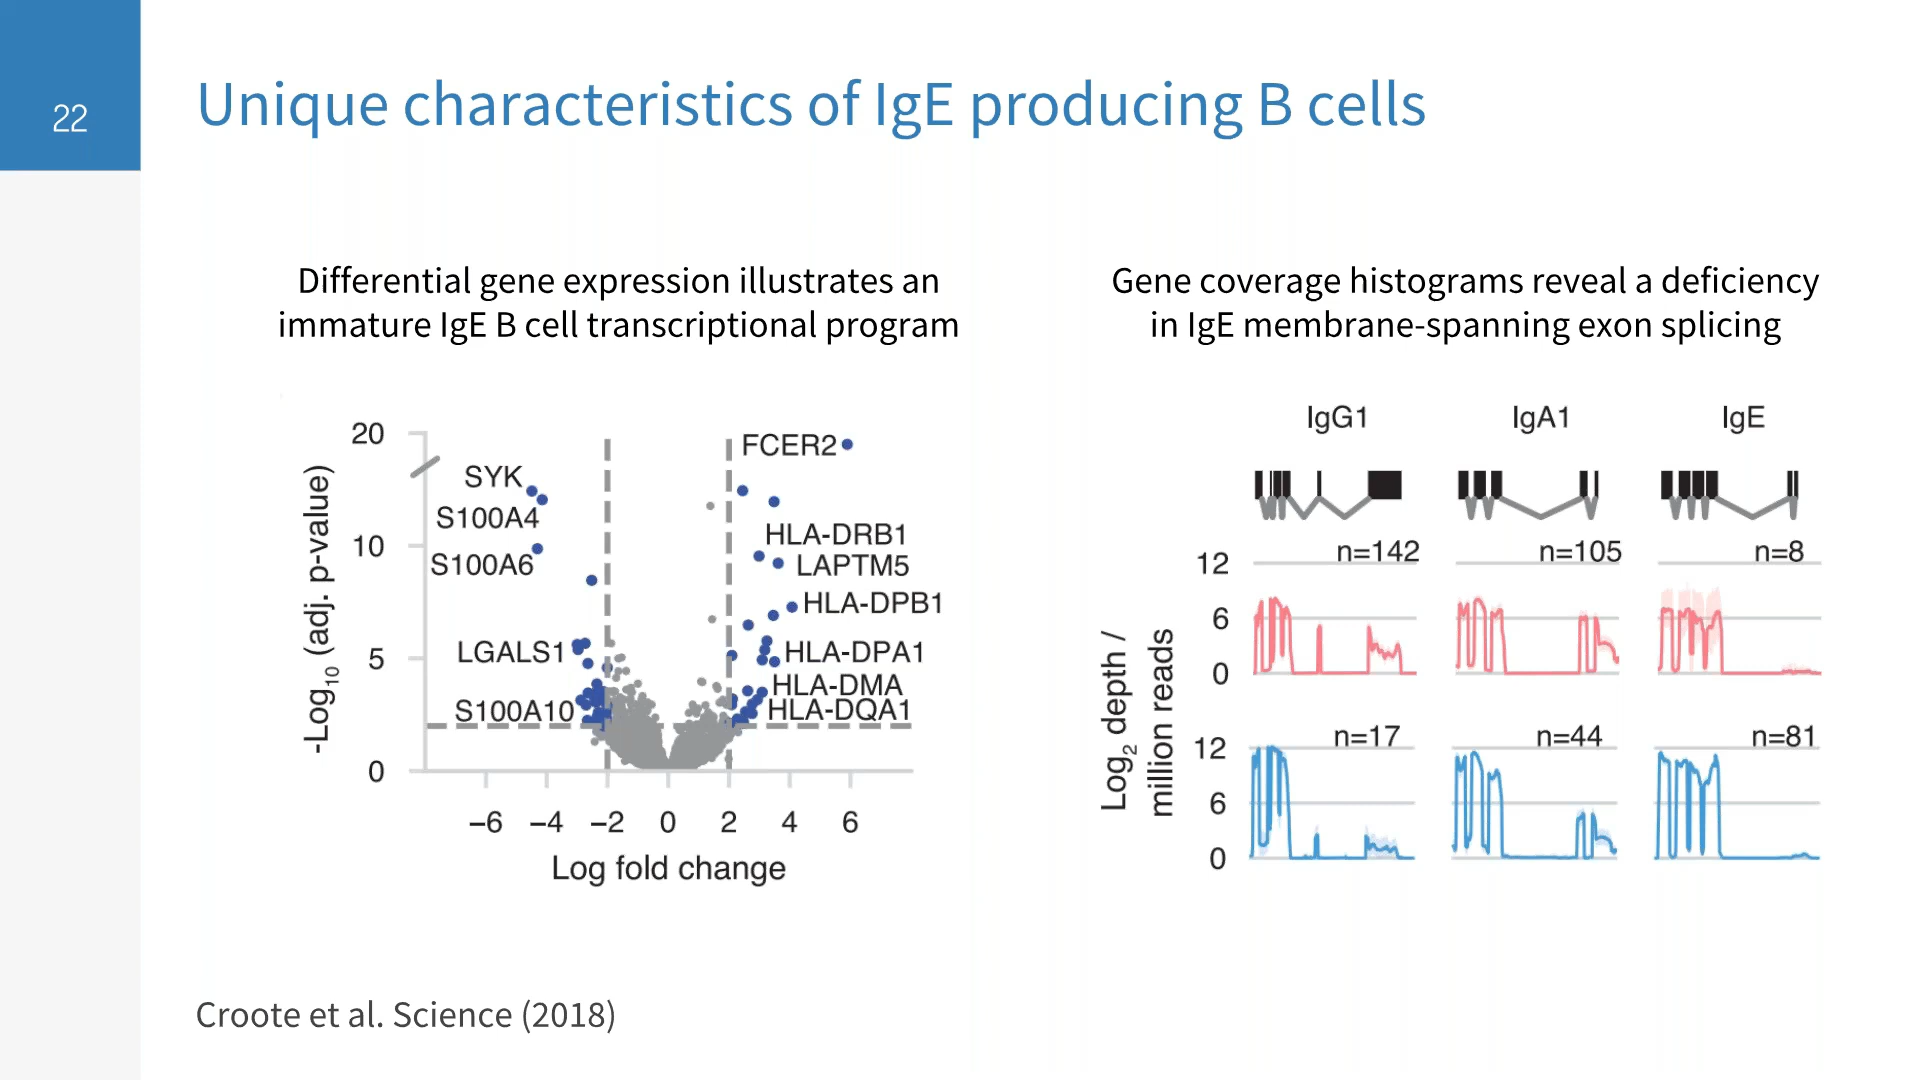 22
Unique characteristics of IgE producing B cells
Differential gene expression illustrates an
immature IgE B cell transcriptional program
20
10
5
0
-Log10 (adj. p-value)
SYK
S100A4
S100A6
LGALS1
S100A10
FCER2
HLA-DRB1
LAPTM5
HLA-DPB1
HLA-DPA1
HLA-DMA
HLA-DQA1
–6 –4 –2 0 2 4 6
Log fold change
Gene coverage histograms reveal a deficiency
in IgE membrane-spanning exon splicing
IgG1 IgA1 IgE
n=142 n=105 n=8
12
6
0
n=17 n=44 n=81
12
6
0
Log2 depth /
million reads
Croote et al. Science (2018)